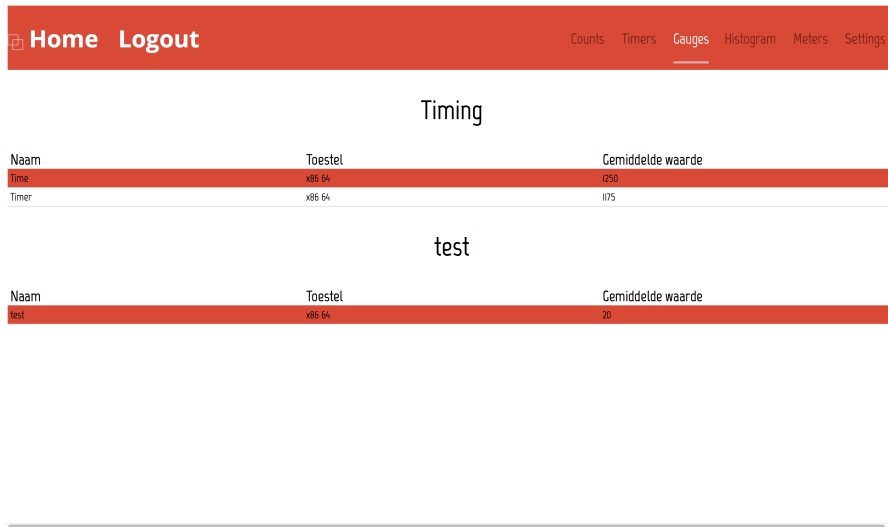 Home Logout Counts Timers Gauges Histogram Meters Settings
Timing
Naam Toestel Gemiddelde waarde
Time x86 64 1250
Timer x86 64 1175
test
Naam Toestel Gemiddelde waarde
test x86 64 20